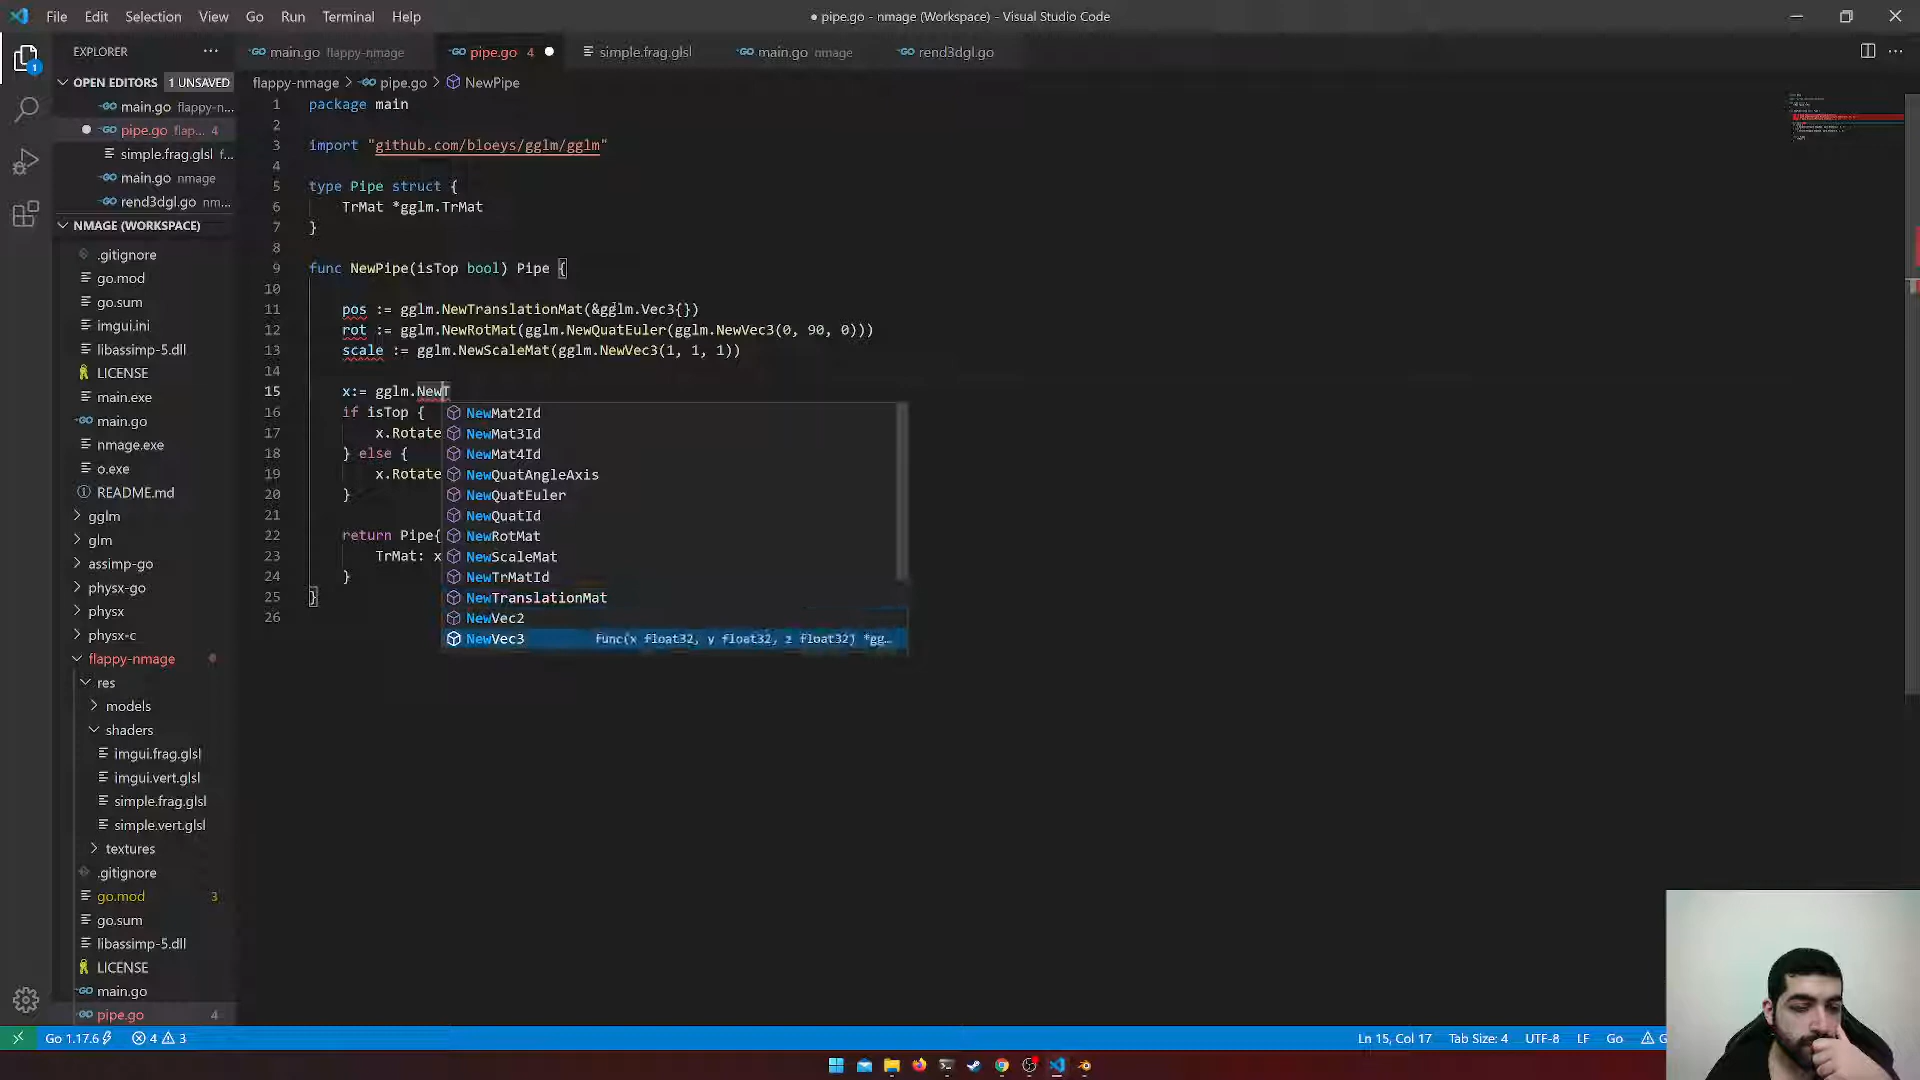 File Edit Selection View Go Run Terminal Help
● pipe.go - nmage (Workspace) - Visual Studio Code
EXPLORER
main.go flappy-nmage
pipe.go 4
simple.frag.glsl
main.go nmage
rend3dgl.go
OPEN EDITORS 1 UNSAVED
main.go flappy-n...
pipe.go flap... 4
simple.frag.glsl f...
main.go nmage
rend3dgl.go nm...
NMAGE (WORKSPACE)
.gitignore
go.mod
go.sum
imgui.ini
libassimp-5.dll
LICENSE
main.exe
main.go
nmage.exe
o.exe
README.md
gglm
glm
assimp-go
physx-go
physx
physx-c
flappy-nmage
res
models
shaders
imgui.frag.glsl
imgui.vert.glsl
simple.frag.glsl
simple.vert.glsl
textures
.gitignore
go.mod 3
go.sum
libassimp-5.dll
LICENSE
main.go
pipe.go 4
flappy-nmage > pipe.go > NewPipe
1 package main
2
3 import "github.com/bloeys/gglm/gglm"
4
5 type Pipe struct {
6 TrMat *gglm.TrMat
7 }
8
9 func NewPipe(isTop bool) Pipe {
10
11 pos := gglm.NewTranslationMat(&gglm.Vec3{})
12 rot := gglm.NewRotMat(gglm.NewQuatEuler(gglm.NewVec3(0, 90, 0)))
13 scale := gglm.NewScaleMat(gglm.NewVec3(1, 1, 1))
14
15 x:= gglm.NewT
16 if isTop {
17 x.Rotate
18 } else {
19 x.Rotate
20 }
21
22 return Pipe{
23 TrMat: x
24 }
25 }
26
NewMat2Id
NewMat3Id
NewMat4Id
NewQuatAngleAxis
NewQuatEuler
NewQuatId
NewRotMat
NewScaleMat
NewTrMatId
NewTranslationMat
NewVec2
NewVec3 func(x float32, y float32, z float32) *gg...
Go 1.17.6 4 3
Ln 15, Col 17 Tab Size: 4 UTF-8 LF Go G